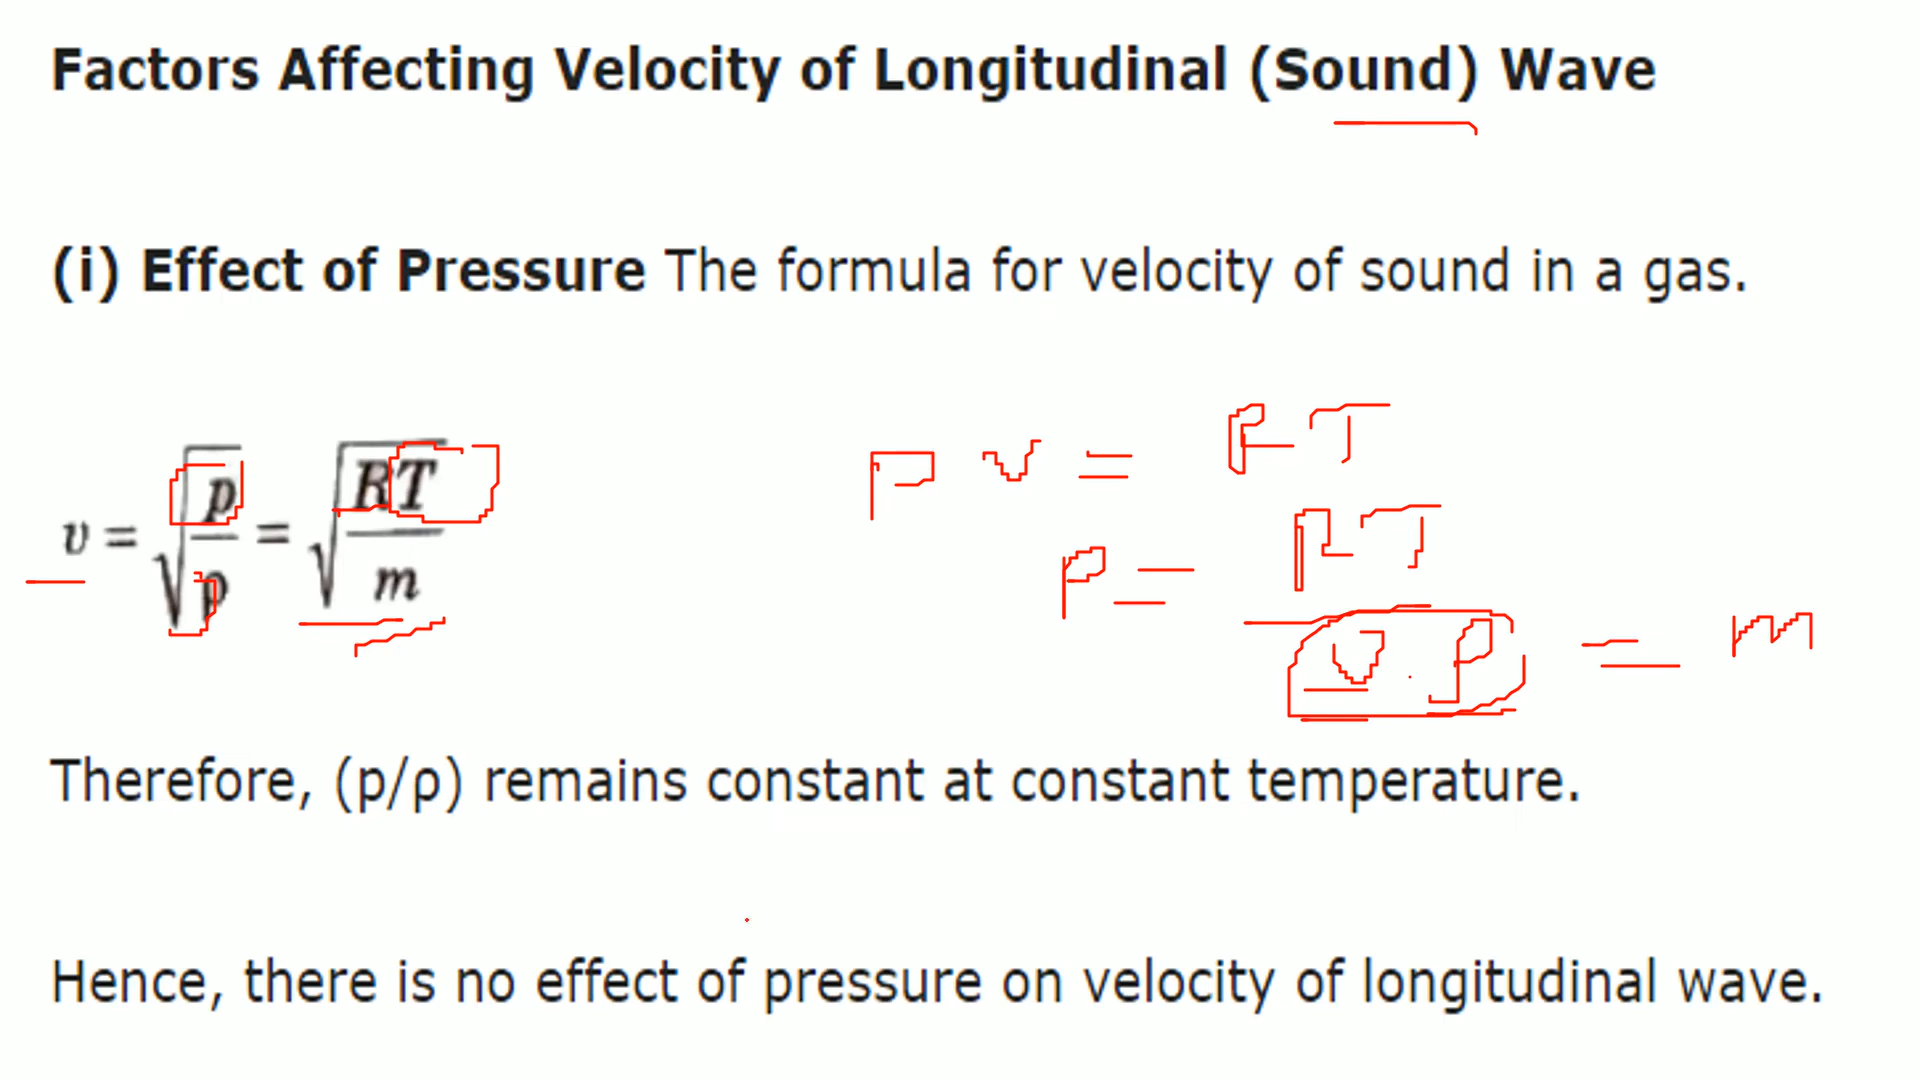 Factors Affecting Velocity of Longitudinal (Sound) Wave
(i) Effect of Pressure The formula for velocity of sound in a gas.
v = √(p/ρ) = √(RT/m)
P V = RT
P = RT / V.ρ = m
Therefore, (p/ρ) remains constant at constant temperature.
Hence, there is no effect of pressure on velocity of longitudinal wave.